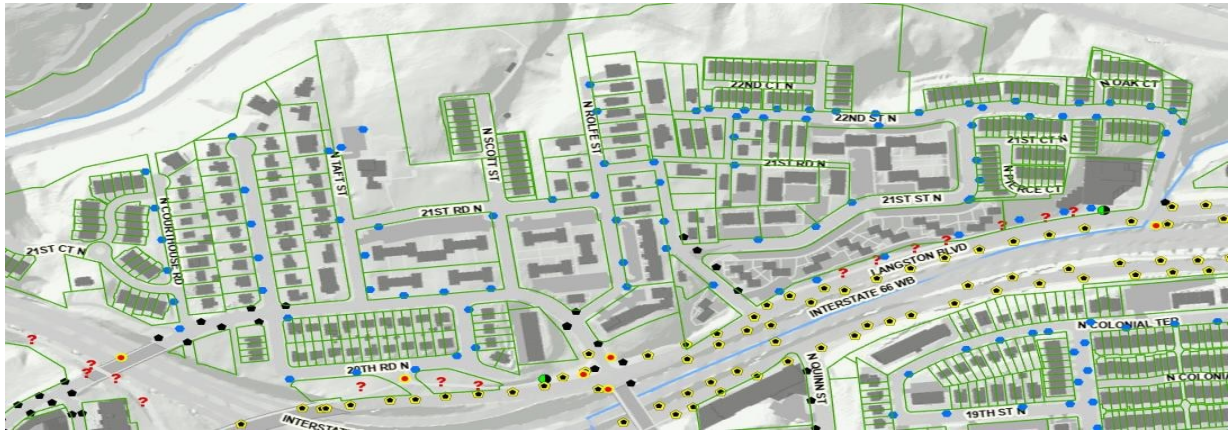 22ND CT N
N OAK CT
22ND ST N
N ROLFE ST
N SCOTT ST
21ST CT N
N TAFT ST
21ST RD N
N PIERCE CT
N COURTHOUSE RD
21ST RD N
21ST ST N
21ST CT N
LANGSTON BLVD
INTERSTATE 66 WB
N COLONIAL TER
20TH RD N
N QUINN ST
N COLONIA
19TH ST N
INTERSTATE
? ? ? ? ? ? ? ? ? ? ? ? ? ?